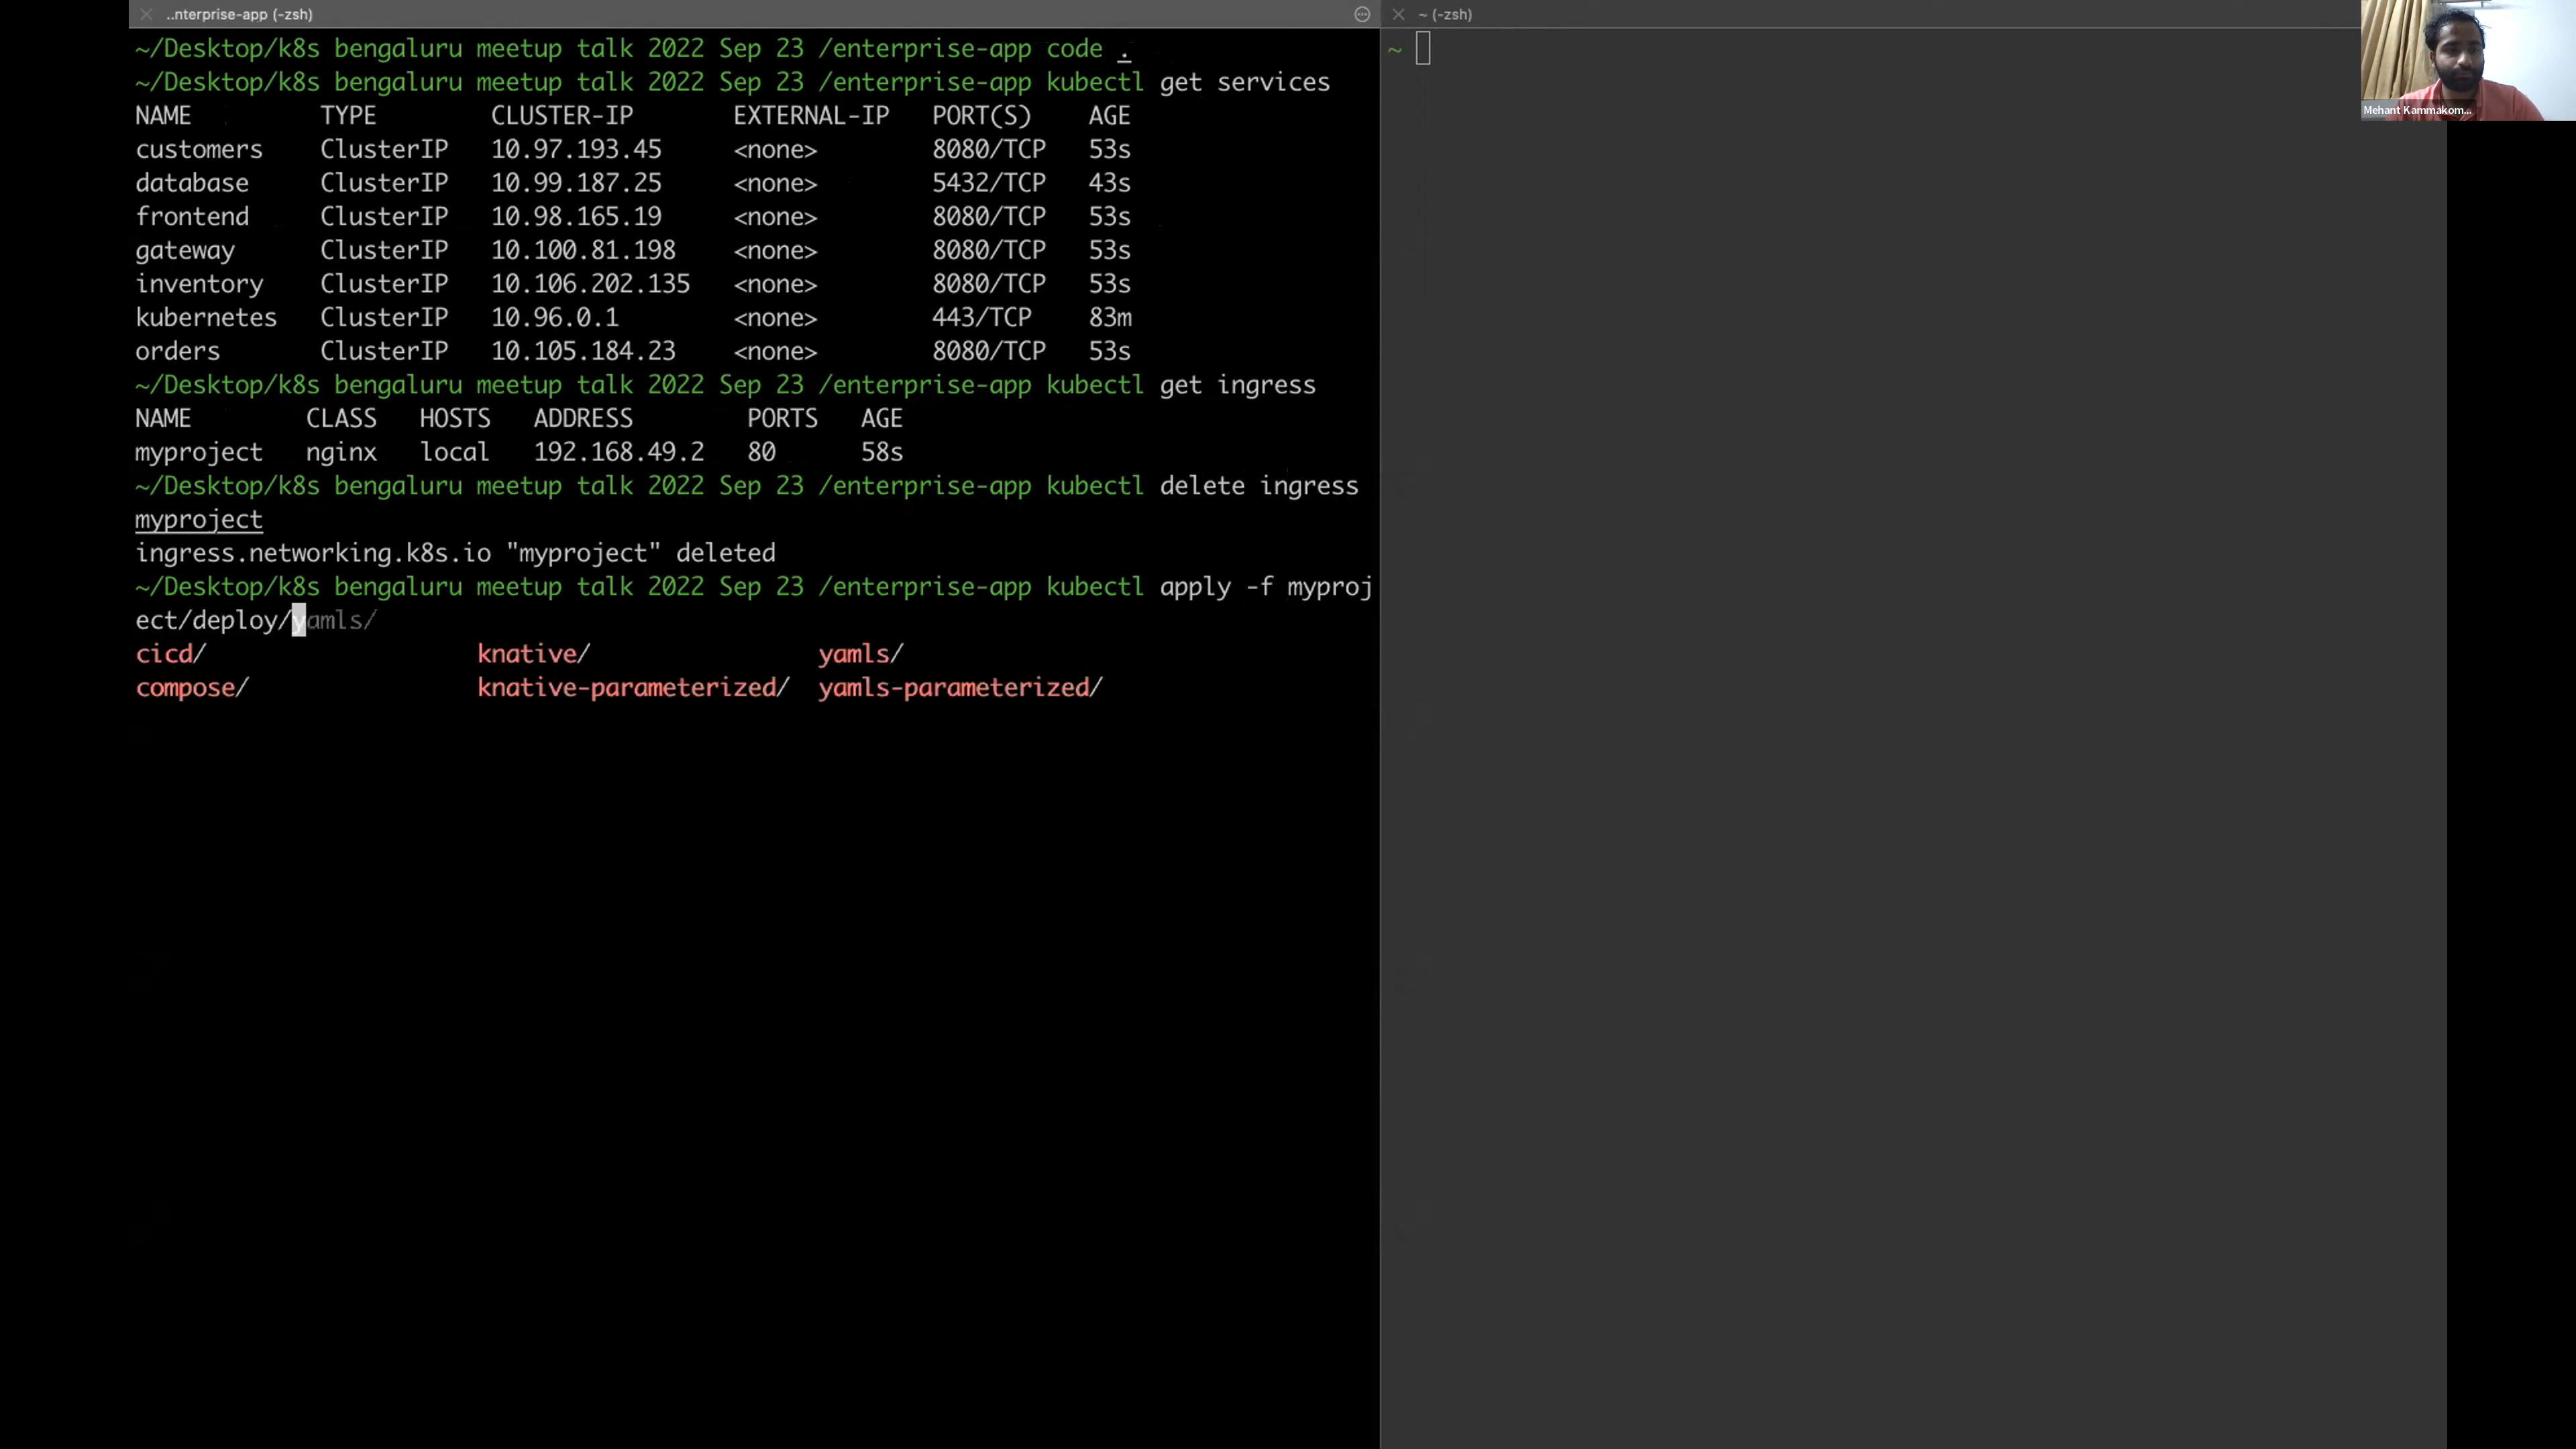 ..nterprise-app (-zsh)
~ (-zsh)
~/Desktop/k8s bengaluru meetup talk 2022 Sep 23 /enterprise-app code .
~/Desktop/k8s bengaluru meetup talk 2022 Sep 23 /enterprise-app kubectl get services
NAME TYPE CLUSTER-IP EXTERNAL-IP PORT(S) AGE
customers ClusterIP 10.97.193.45 <none> 8080/TCP 53s
database ClusterIP 10.99.187.25 <none> 5432/TCP 43s
frontend ClusterIP 10.98.165.19 <none> 8080/TCP 53s
gateway ClusterIP 10.100.81.198 <none> 8080/TCP 53s
inventory ClusterIP 10.106.202.135 <none> 8080/TCP 53s
kubernetes ClusterIP 10.96.0.1 <none> 443/TCP 83m
orders ClusterIP 10.105.184.23 <none> 8080/TCP 53s
~/Desktop/k8s bengaluru meetup talk 2022 Sep 23 /enterprise-app kubectl get ingress
NAME CLASS HOSTS ADDRESS PORTS AGE
myproject nginx local 192.168.49.2 80 58s
~/Desktop/k8s bengaluru meetup talk 2022 Sep 23 /enterprise-app kubectl delete ingress
myproject
ingress.networking.k8s.io "myproject" deleted
~/Desktop/k8s bengaluru meetup talk 2022 Sep 23 /enterprise-app kubectl apply -f myproj
ect/deploy/yamls/
cicd/ knative/ yamls/
compose/ knative-parameterized/ yamls-parameterized/
~
Mehant Kammakom...